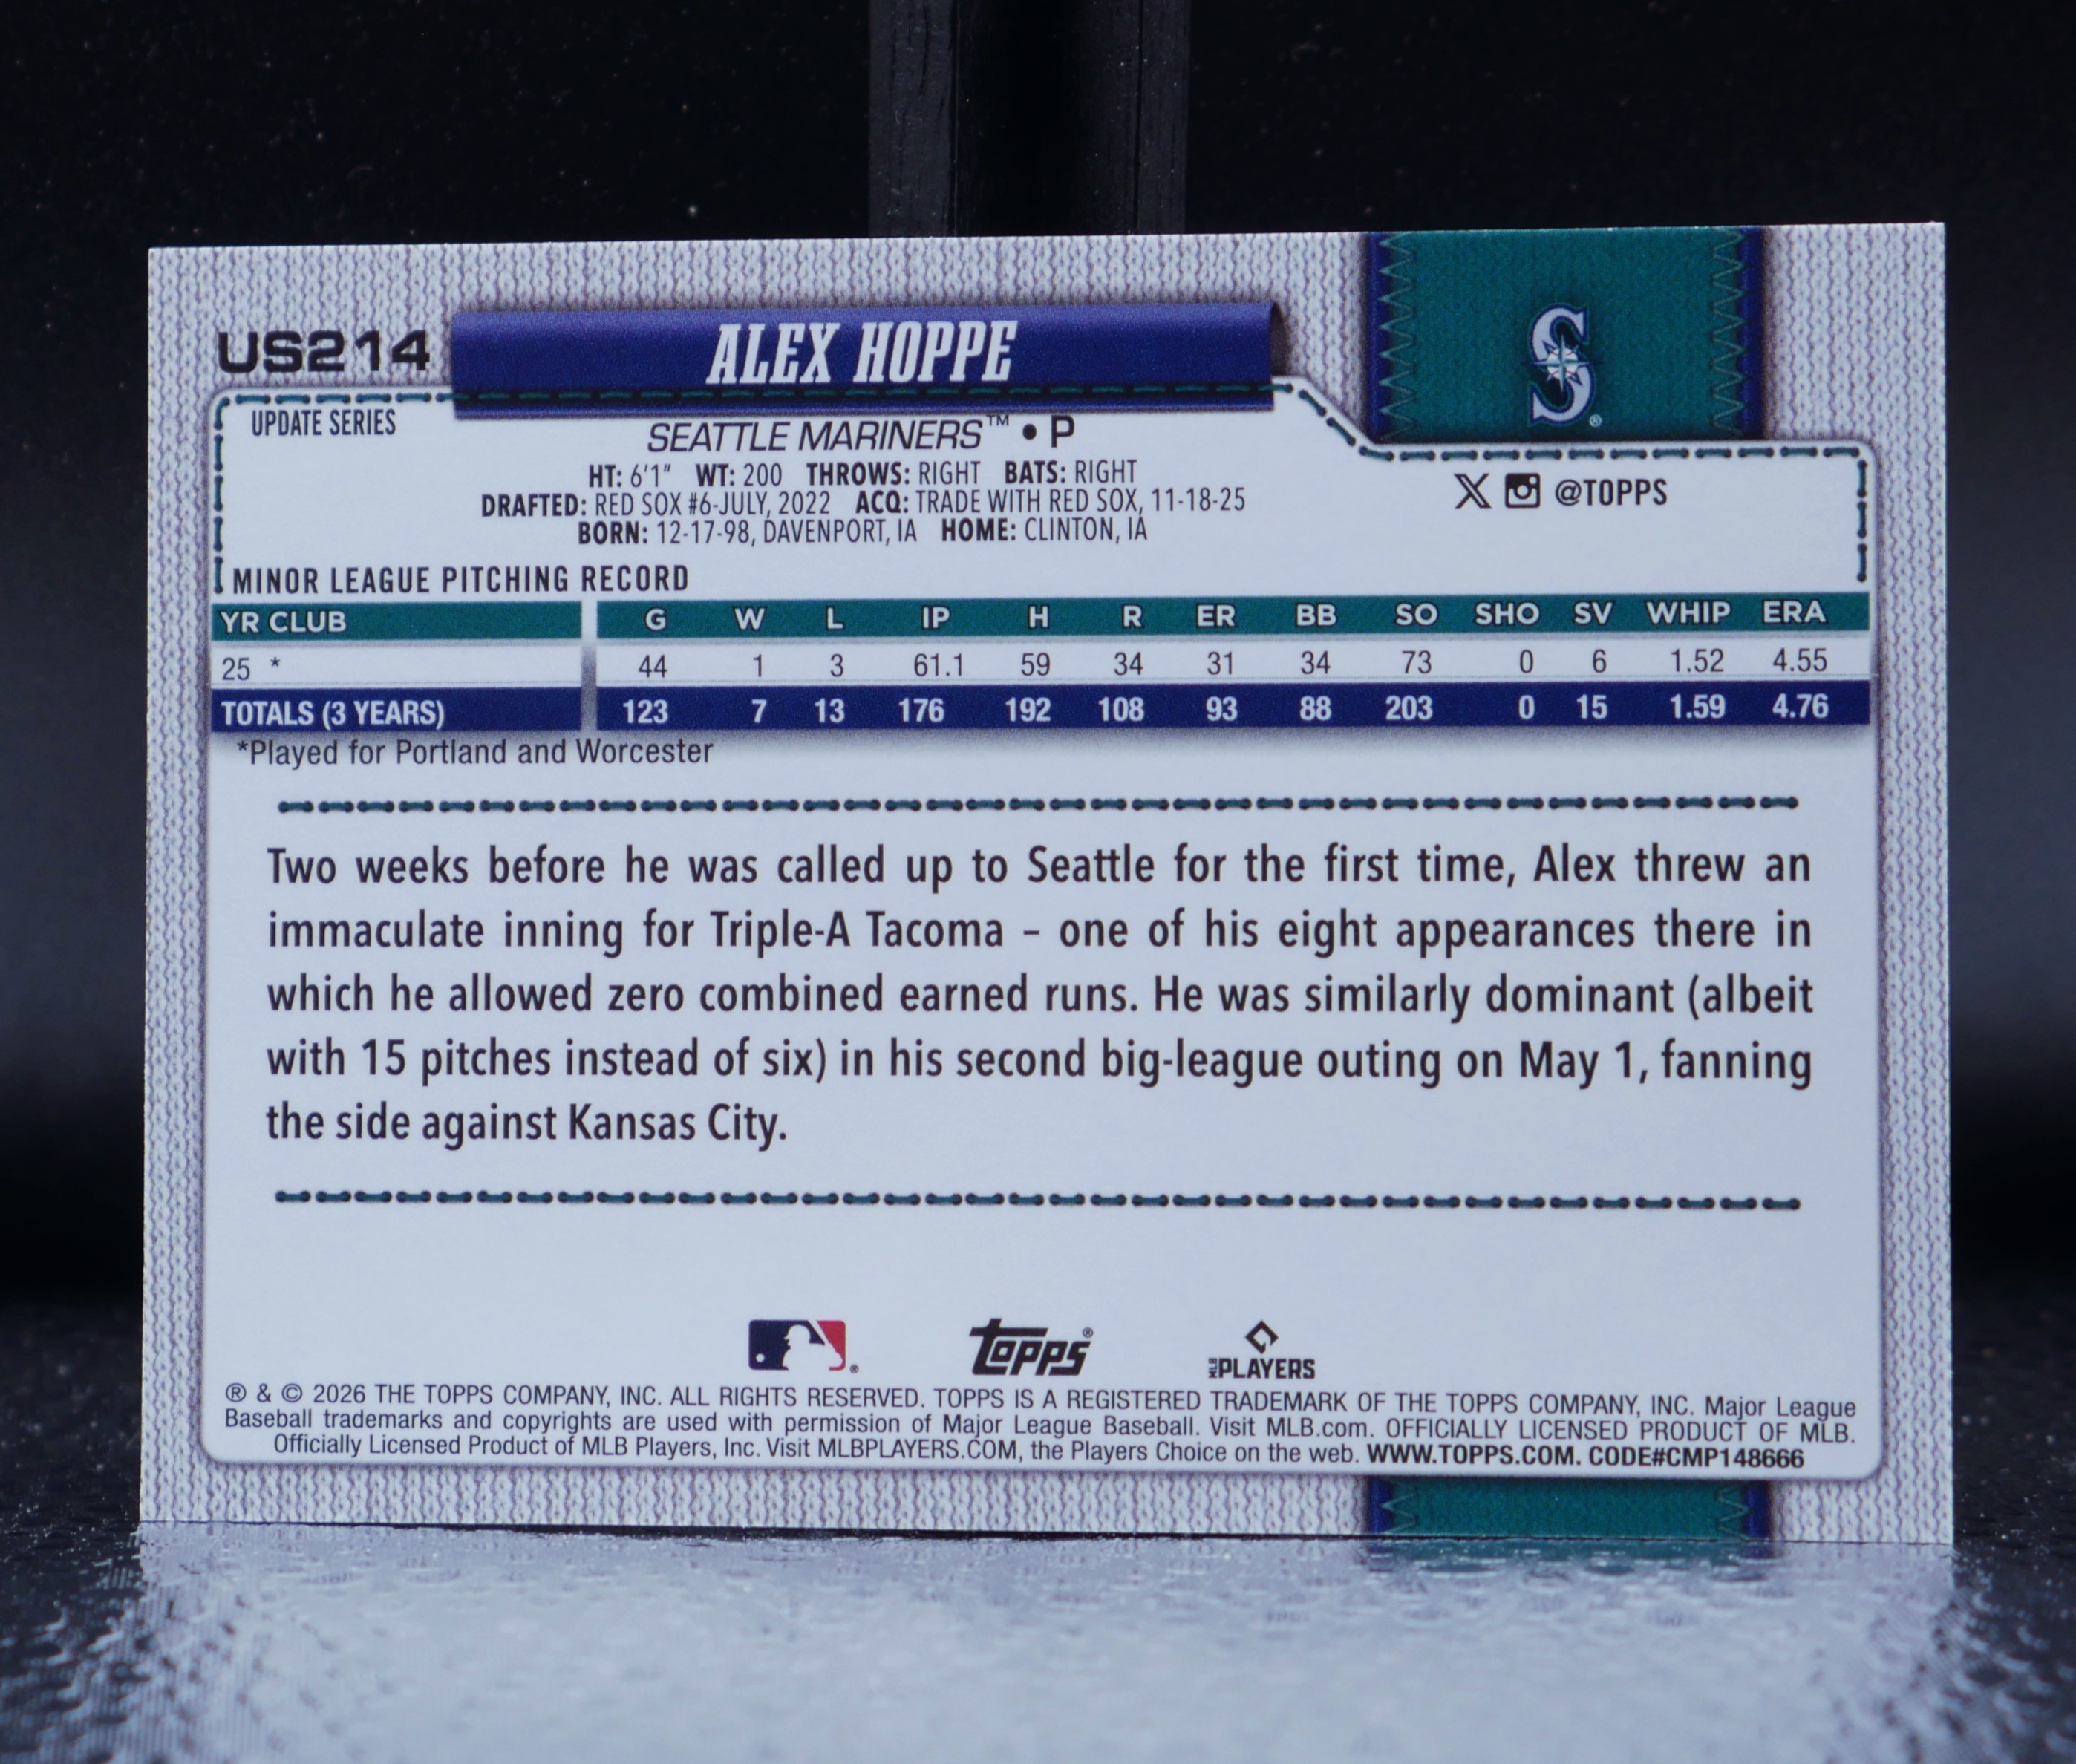 US214
ALEX HOPPE
UPDATE SERIES
SEATTLE MARINERS™ • P
HT: 6'1" WT: 200 THROWS: RIGHT BATS: RIGHT
DRAFTED: RED SOX #6-JULY, 2022 ACQ: TRADE WITH RED SOX, 11-18-25
BORN: 12-17-98, DAVENPORT, IA HOME: CLINTON, IA
S®
X @TOPPS
MINOR LEAGUE PITCHING RECORD
YR CLUB G W L IP H R ER BB SO SHO SV WHIP ERA
25 * 44 1 3 61.1 59 34 31 34 73 0 6 1.52 4.55
TOTALS (3 YEARS) 123 7 13 176 192 108 93 88 203 0 15 1.59 4.76
*Played for Portland and Worcester
Two weeks before he was called up to Seattle for the first time, Alex threw an
immaculate inning for Triple-A Tacoma – one of his eight appearances there in
which he allowed zero combined earned runs. He was similarly dominant (albeit
with 15 pitches instead of six) in his second big-league outing on May 1, fanning
the side against Kansas City.
® topps® MLB PLAYERS
® & © 2026 THE TOPPS COMPANY, INC. ALL RIGHTS RESERVED. TOPPS IS A REGISTERED TRADEMARK OF THE TOPPS COMPANY, INC. Major League
Baseball trademarks and copyrights are used with permission of Major League Baseball. Visit MLB.com. OFFICIALLY LICENSED PRODUCT OF MLB.
Officially Licensed Product of MLB Players, Inc. Visit MLBPLAYERS.COM, the Players Choice on the web. WWW.TOPPS.COM. CODE#CMP148666